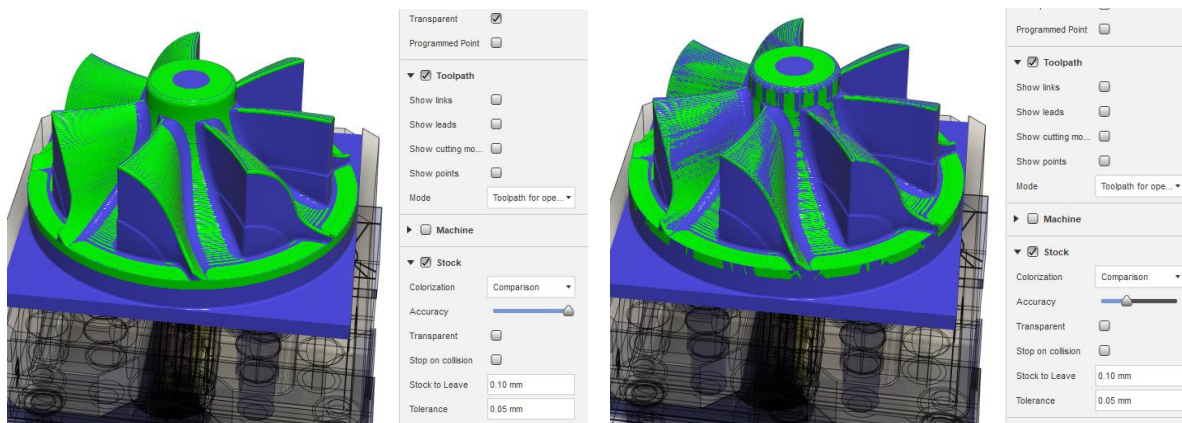 Transparent
Programmed Point
Toolpath
Show links
Show leads
Show cutting mo...
Show points
Mode Toolpath for ope...
Machine
Stock
Colorization Comparison
Accuracy
Transparent
Stop on collision
Stock to Leave 0.10 mm
Tolerance 0.05 mm
Programmed Point
Toolpath
Show links
Show leads
Show cutting mo...
Show points
Mode Toolpath for ope...
Machine
Stock
Colorization Comparison
Accuracy
Transparent
Stop on collision
Stock to Leave 0.10 mm
Tolerance 0.05 mm